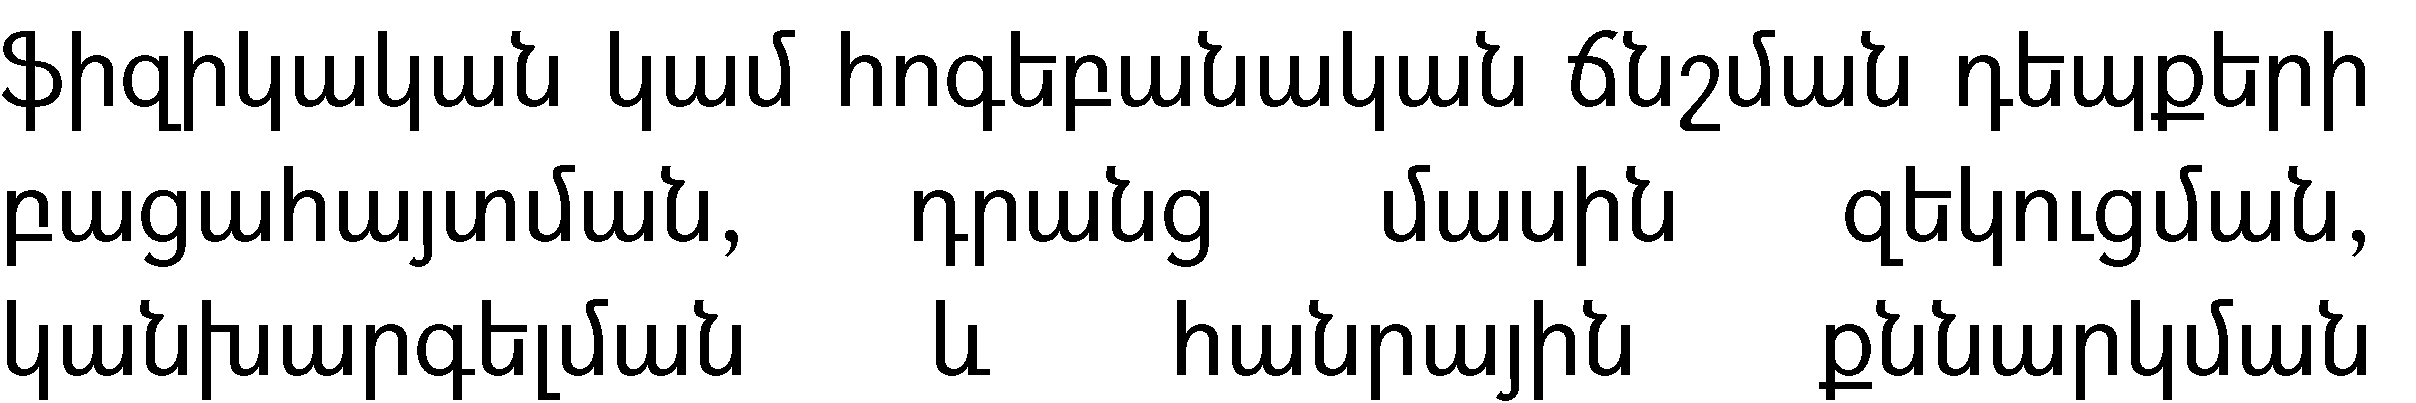 ֆիզիկական կամ հոգեբանական ճնշման դեպքերի
բացահայտման, դրանց մասին զեկուցման,
կանխարգելման և հանրային քննարկման